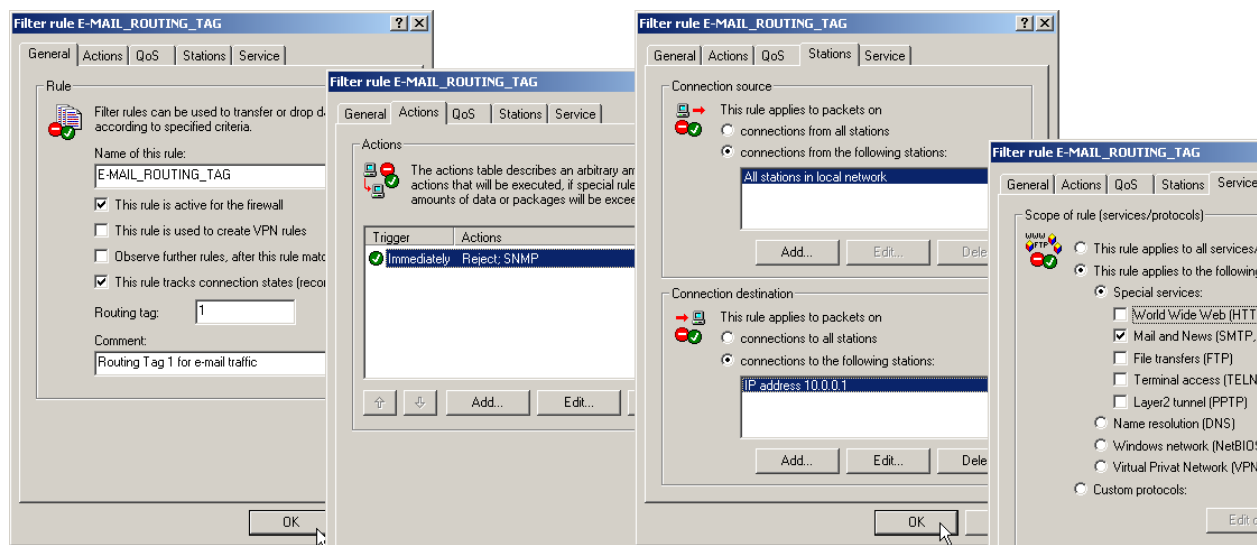 Filter rule E-MAIL_ROUTING_TAG
General Actions QoS Stations Service
Rule
Filter rules can be used to transfer or drop d
according to specified criteria.
Name of this rule:
E-MAIL_ROUTING_TAG
This rule is active for the firewall
This rule is used to create VPN rules
Observe further rules, after this rule matc
This rule tracks connection states (recor
Routing tag: 1
Comment:
Routing Tag 1 for e-mail traffic
OK
Filter rule E-MAIL_ROUTING_TAG
General Actions QoS Stations Service
Actions
The actions table describes an arbitrary am
actions that will be executed, if special rule
amounts of data or packages will be excee
Trigger Actions
Immediately Reject; SNMP
Add... Edit...
Filter rule E-MAIL_ROUTING_TAG
General Actions QoS Stations Service
Connection source
This rule applies to packets on
connections from all stations
connections from the following stations:
All stations in local network
Add... Edit... Dele
Connection destination
This rule applies to packets on
connections to all stations
connections to the following stations:
IP address 10.0.0.1
Add... Edit... Dele
OK
Filter rule E-MAIL_ROUTING_TAG
General Actions QoS Stations Service
Scope of rule (services/protocols)
WWW
FTP
This rule applies to all services/
This rule applies to the following
Special services:
World Wide Web (HTT
Mail and News (SMTP,
File transfers (FTP)
Terminal access (TELN
Layer2 tunnel (PPTP)
Name resolution (DNS)
Windows network (NetBIOS
Virtual Privat Network (VPN
Custom protocols:
Edit c